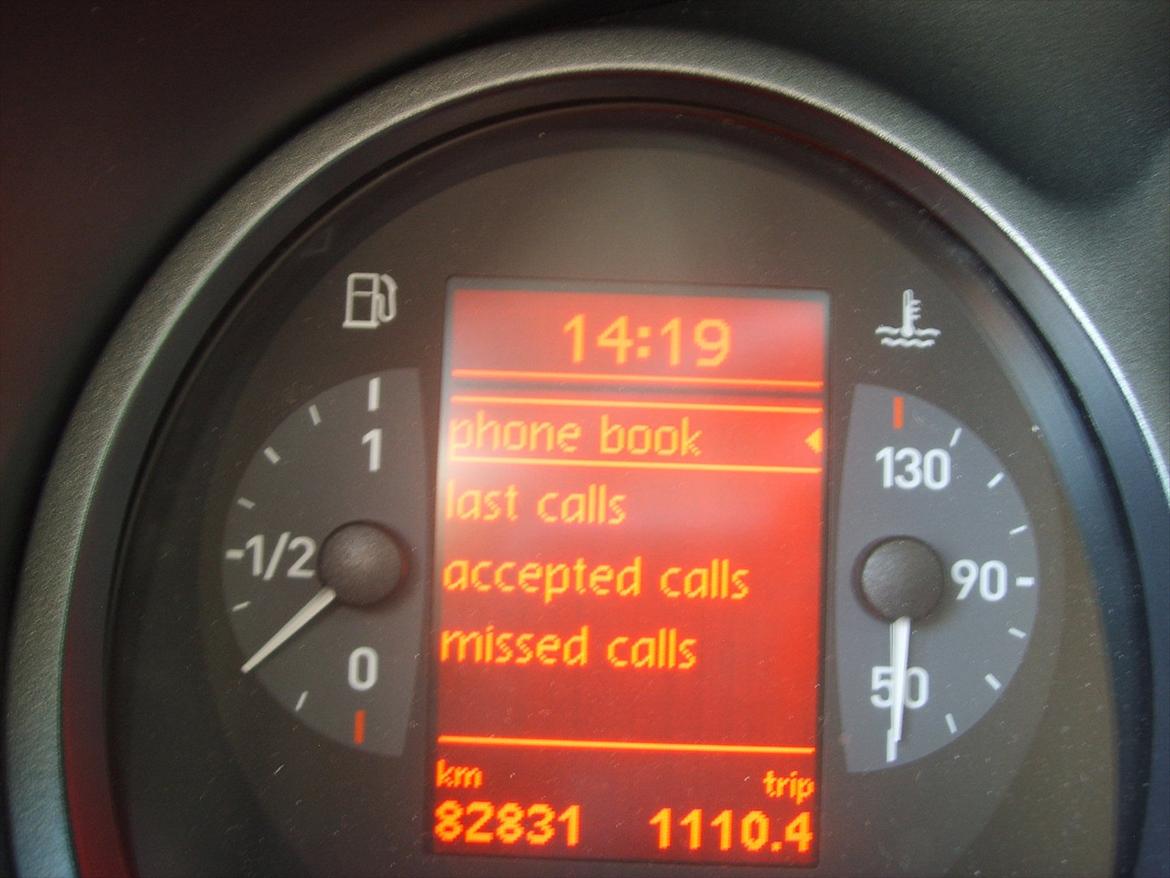 14:19
phone book
last calls
accepted calls
missed calls
km trip
82831 1110.4
1
-1/2
0
130
90-
50